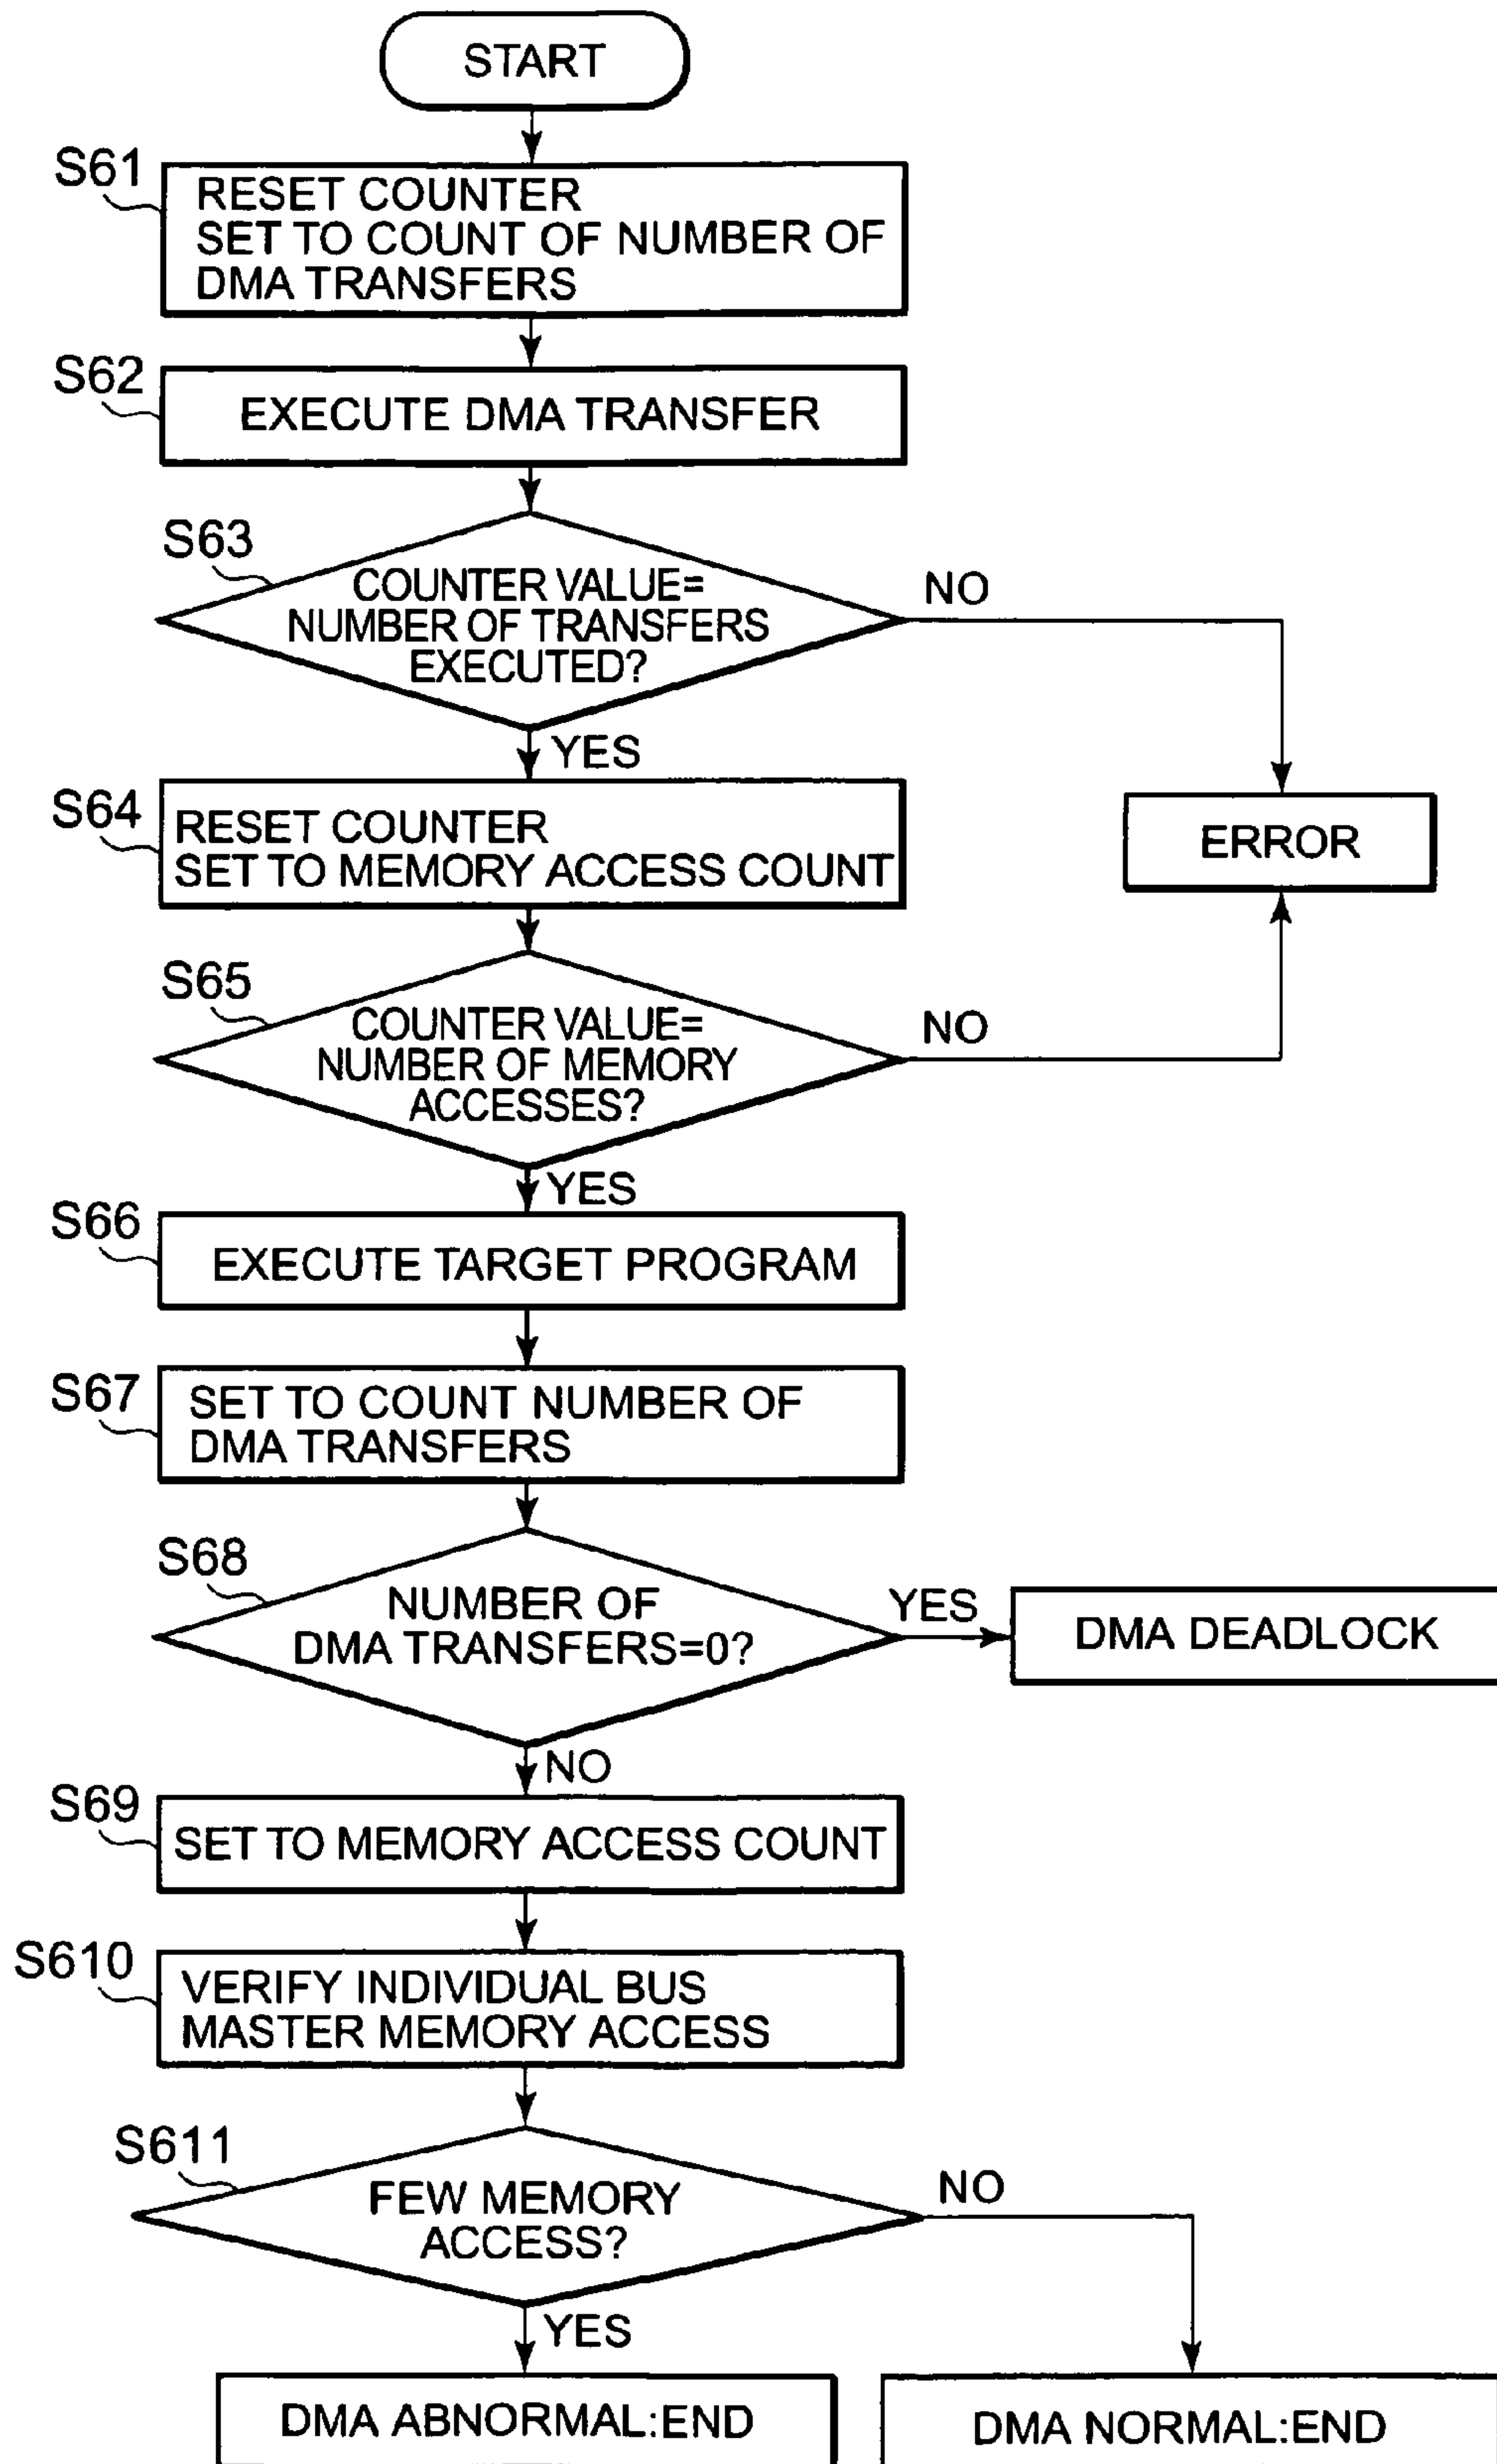 START
S61
RESET COUNTER
SET TO COUNT OF NUMBER OF
DMA TRANSFERS
S62
EXECUTE DMA TRANSFER
S63
COUNTER VALUE=
NUMBER OF TRANSFERS
EXECUTED?
NO
YES
S64
RESET COUNTER
SET TO MEMORY ACCESS COUNT
ERROR
S65
COUNTER VALUE=
NUMBER OF MEMORY
ACCESSES?
NO
YES
S66
EXECUTE TARGET PROGRAM
S67
SET TO COUNT NUMBER OF
DMA TRANSFERS
S68
NUMBER OF
DMA TRANSFERS=0?
YES
DMA DEADLOCK
NO
S69
SET TO MEMORY ACCESS COUNT
S610
VERIFY INDIVIDUAL BUS
MASTER MEMORY ACCESS
S611
FEW MEMORY
ACCESS?
NO
YES
DMA ABNORMAL:END
DMA NORMAL:END